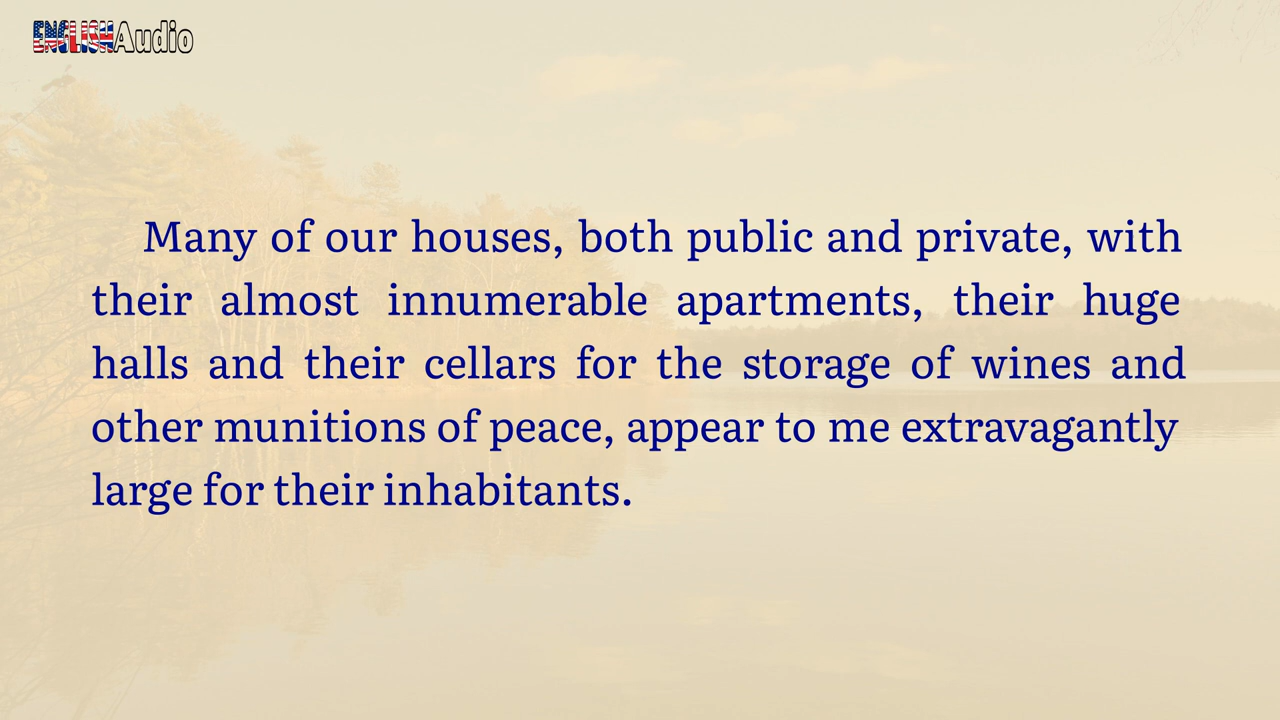 ENGLISHAudio
Many of our houses, both public and private, with
their almost innumerable apartments, their huge
halls and their cellars for the storage of wines and
other munitions of peace, appear to me extravagantly
large for their inhabitants.